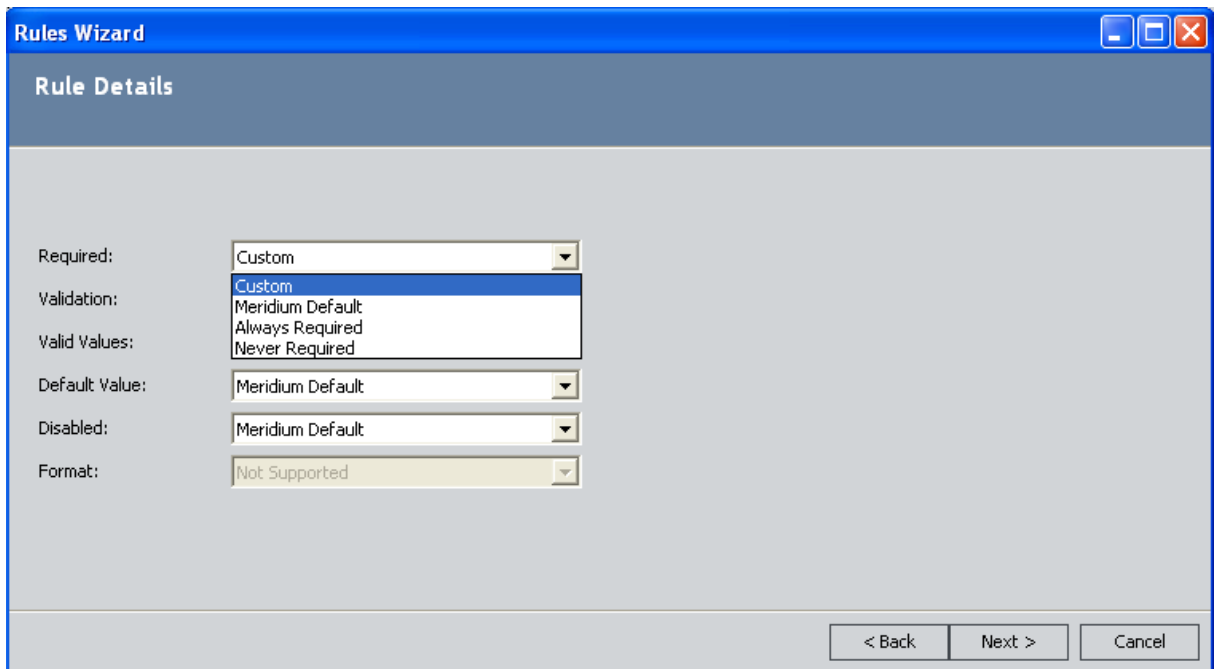 Rules Wizard
Rule Details
Required:
Custom
Custom
Validation:
Meridium Default
Always Required
Valid Values:
Never Required
Default Value:
Meridium Default
Disabled:
Meridium Default
Format:
Not Supported
< Back
Next >
Cancel